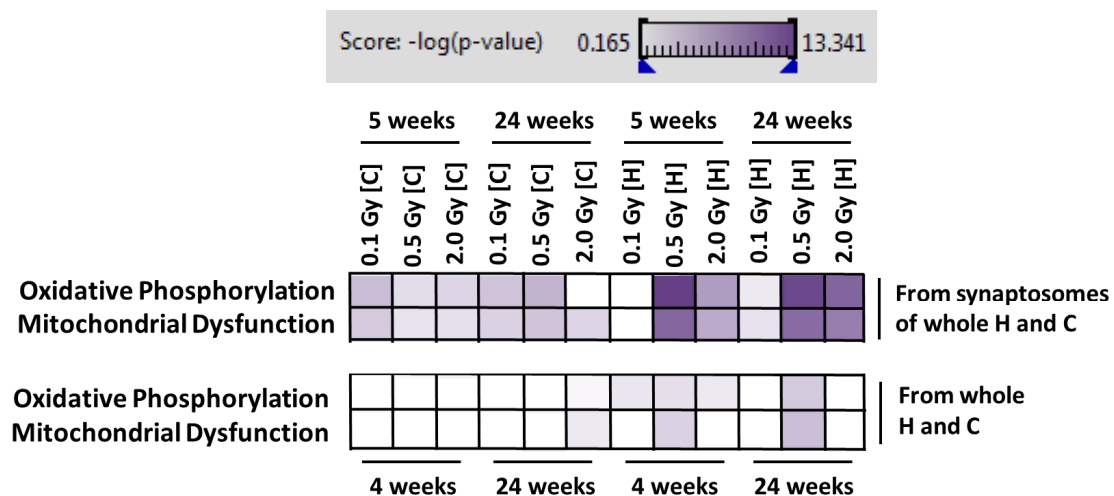 Score: -log(p-value) 0.165 13.341
5 weeks 24 weeks 5 weeks 24 weeks
0.1 Gy [C] 0.5 Gy [C] 2.0 Gy [C] 0.1 Gy [C] 0.5 Gy [C] 2.0 Gy [C] 0.1 Gy [H] 0.5 Gy [H] 2.0 Gy [H] 0.1 Gy [H] 0.5 Gy [H] 2.0 Gy [H]
Oxidative Phosphorylation
Mitochondrial Dysfunction
From synaptosomes
of whole H and C
Oxidative Phosphorylation
Mitochondrial Dysfunction
From whole
H and C
4 weeks 24 weeks 4 weeks 24 weeks